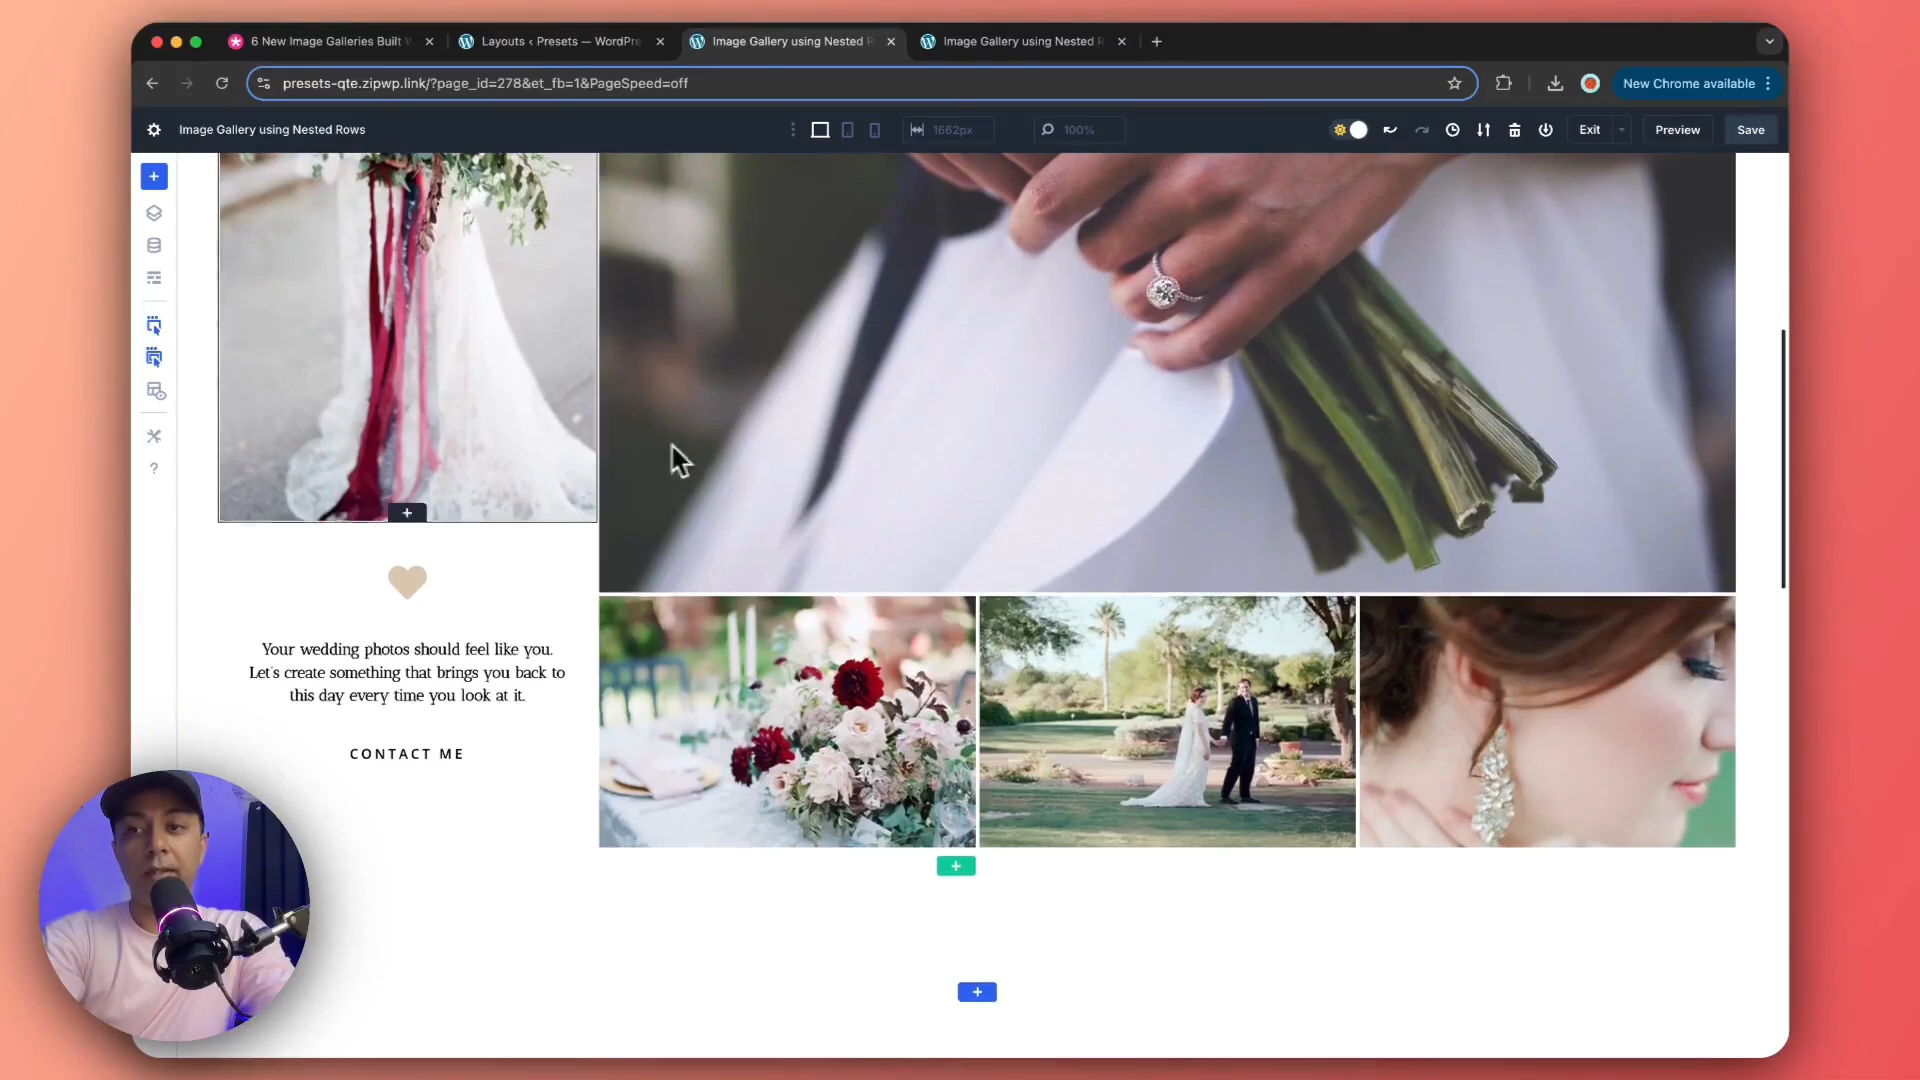 6 New Image Galleries Built
Layouts ‹ Presets — WordPre
Image Gallery using Nested R
Image Gallery using Nested R
presets-qte.zipwp.link/?page_id=278&et_fb=1&PageSpeed=off
New Chrome available
Image Gallery using Nested Rows
1662px
100%
Exit
Preview
Save
Your wedding photos should feel like you.
Let's create something that brings you back to
this day every time you look at it.
CONTACT ME